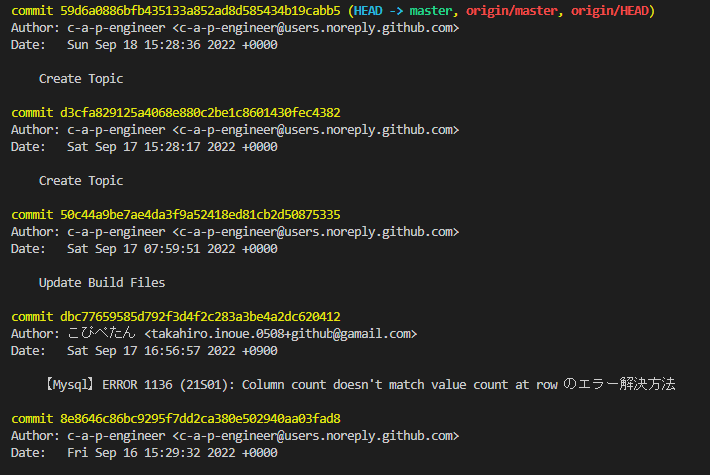 commit 59d6a0886bfb435133a852ad8d585434b19cabb5 (HEAD -> master, origin/master, origin/HEAD)
Author: c-a-p-engineer <c-a-p-engineer@users.noreply.github.com>
Date:   Sun Sep 18 15:28:36 2022 +0000
Create Topic
commit d3cfa829125a4068e880c2be1c8601430fec4382
Author: c-a-p-engineer <c-a-p-engineer@users.noreply.github.com>
Date:   Sat Sep 17 15:28:17 2022 +0000
Create Topic
commit 50c44a9be7ae4da3f9a52418ed81cb2d50875335
Author: c-a-p-engineer <c-a-p-engineer@users.noreply.github.com>
Date:   Sat Sep 17 07:59:51 2022 +0000
Update Build Files
commit dbc77659585d792f3d4f2c283a3be4a2dc620412
Author: こぴぺたん <takahiro.inoue.0508+github@gamail.com>
Date:   Sat Sep 17 16:56:57 2022 +0900
【Mysql】ERROR 1136 (21S01): Column count doesn't match value count at row のエラー解決方法
commit 8e8646c86bc9295f7dd2ca380e502940aa03fad8
Author: c-a-p-engineer <c-a-p-engineer@users.noreply.github.com>
Date:   Fri Sep 16 15:29:32 2022 +0000